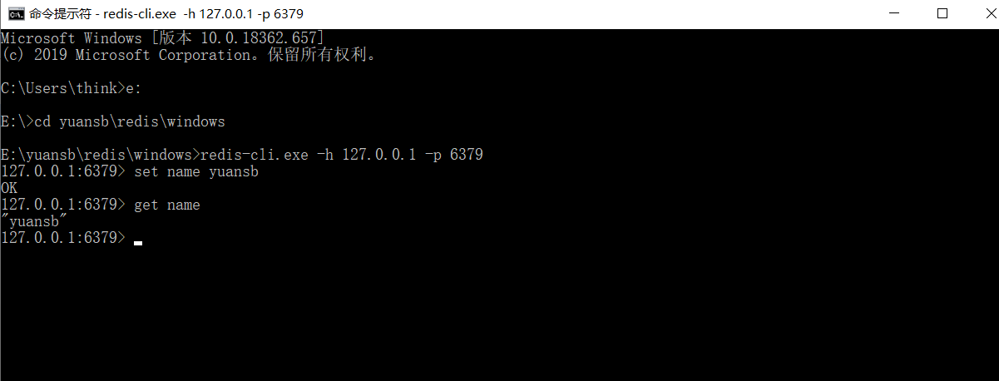 命令提示符 - redis-cli.exe  -h 127.0.0.1 -p 6379
Microsoft Windows [版本 10.0.18362.657]
(c) 2019 Microsoft Corporation。保留所有权利。
C:\Users\think>e:
E:\>cd yuansb\redis\windows
E:\yuansb\redis\windows>redis-cli.exe -h 127.0.0.1 -p 6379
127.0.0.1:6379> set name yuansb
OK
127.0.0.1:6379> get name
"yuansb"
127.0.0.1:6379>